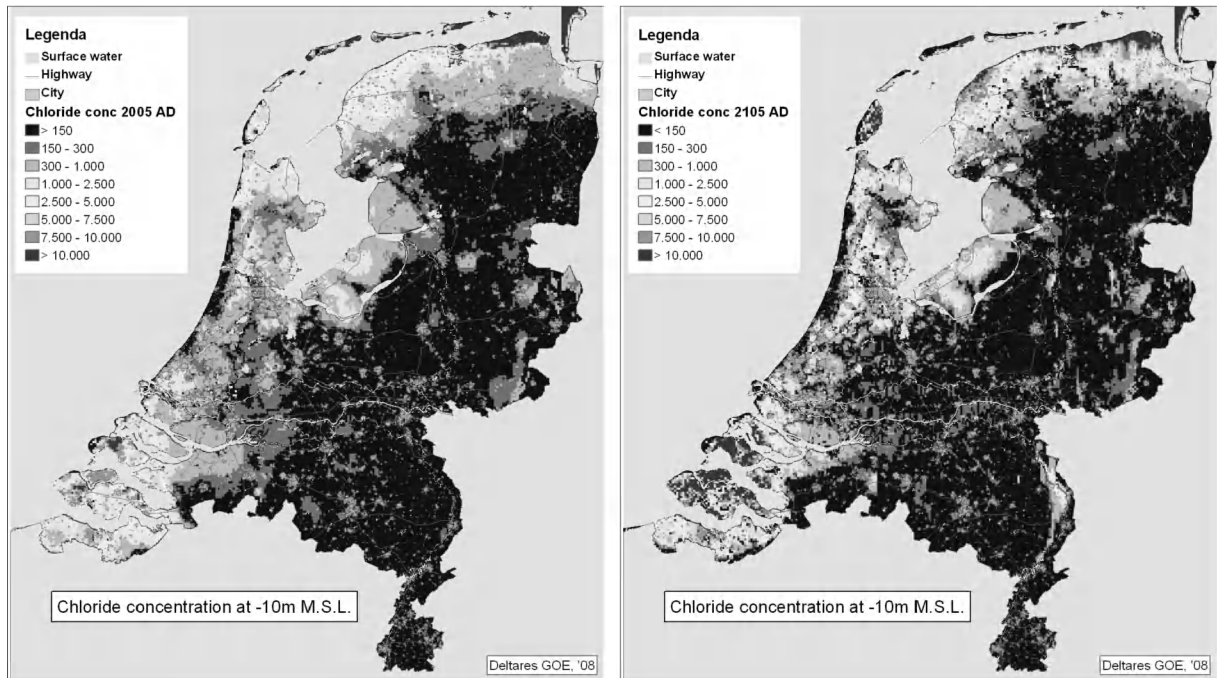 Legenda
Surface water
Highway
City
Chloride conc 2005 AD
> 150
150 - 300
300 - 1.000
1.000 - 2.500
2.500 - 5.000
5.000 - 7.500
7.500 - 10.000
> 10.000
Chloride concentration at -10m M.S.L.
Deltares GOE, '08
Legenda
Surface water
Highway
City
Chloride conc 2105 AD
< 150
150 - 300
300 - 1.000
1.000 - 2.500
2.500 - 5.000
5.000 - 7.500
7.500 - 10.000
> 10.000
Chloride concentration at -10m M.S.L.
Deltares GOE, '08